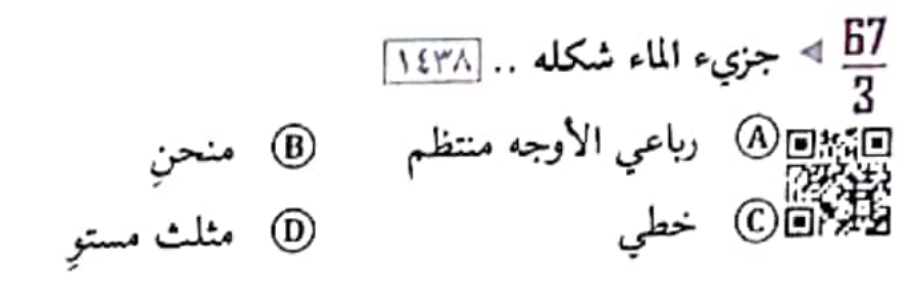 67
3
◀ جزيء الماء شكله .. ١٤٣٨
A رباعي الأوجه منتظم
B منحنٍ
C خطي
D مثلث مستوٍ